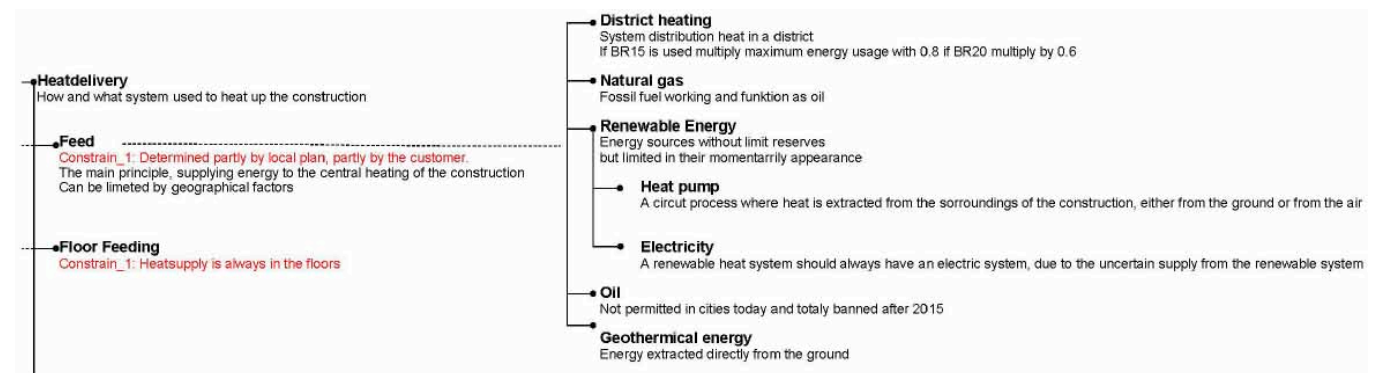 Heatdelivery
How and what system used to heat up the construction
Feed
Constrain_1: Determined partly by local plan, partly by the customer.
The main principle, supplying energy to the central heating of the construction
Can be limeted by geographical factors
Floor Feeding
Constrain_1: Heatsupply is always in the floors
District heating
System distribution heat in a district
If BR15 is used multiply maximum energy usage with 0.8 if BR20 multiply by 0.6
Natural gas
Fossil fuel working and funktion as oil
Renewable Energy
Energy sources without limit reserves
but limited in their momentarrily appearance
Heat pump
A circut process where heat is extracted from the sorroundings of the construction, either from the ground or from the air
Electricity
A renewable heat system should always have an electric system, due to the uncertain supply from the renewable system
Oil
Not permitted in cities today and totaly banned after 2015
Geothermical energy
Energy extracted directly from the ground